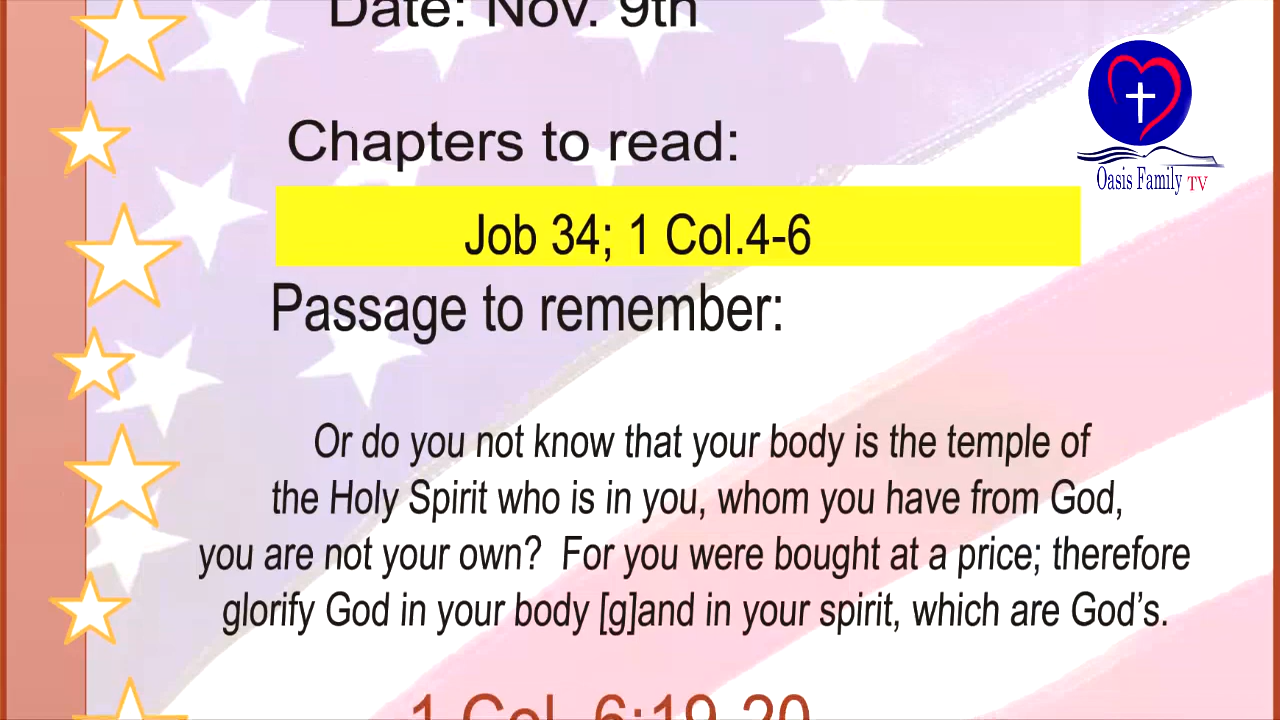 Date: Nov. 9th
Chapters to read:
Job 34; 1 Col.4-6
Passage to remember:
Or do you not know that your body is the temple of
the Holy Spirit who is in you, whom you have from God,
you are not your own?  For you were bought at a price; therefore
glorify God in your body [g]and in your spirit, which are God’s.
1 Col. 6:19-20
Oasis Family TV